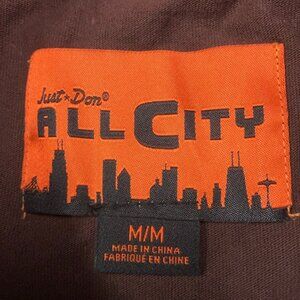 Just★Don®
ALL CITY
M/M
MADE IN CHINA
FABRIQUÉ EN CHINE